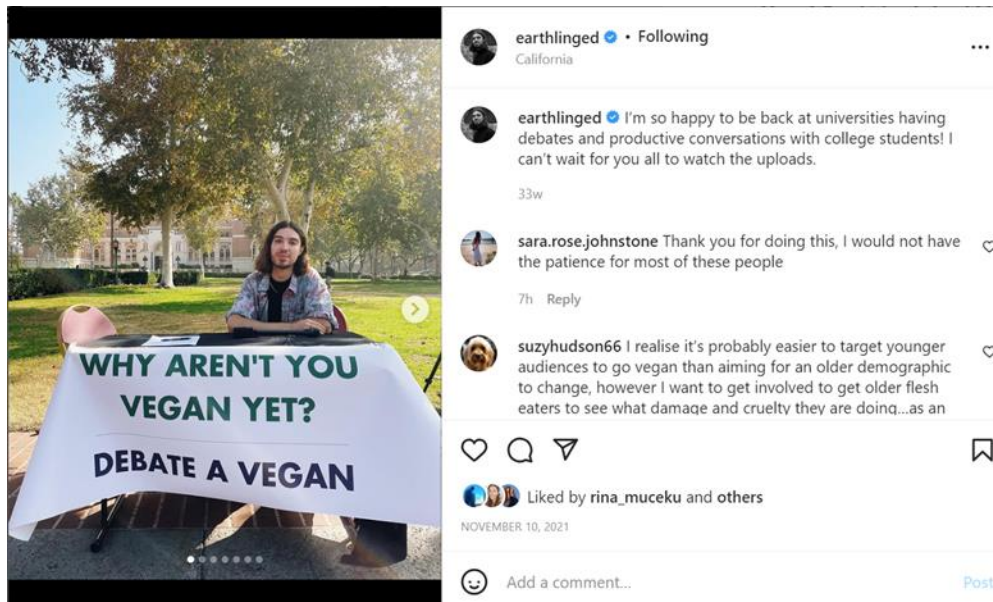 WHY AREN'T YOU
VEGAN YET?
DEBATE A VEGAN
earthlinged • Following
California
earthlinged I'm so happy to be back at universities having
debates and productive conversations with college students! I
can't wait for you all to watch the uploads.
33w
sara.rose.johnstone Thank you for doing this, I would not have
the patience for most of these people
7h Reply
suzyhudson66 I realise it's probably easier to target younger
audiences to go vegan than aiming for an older demographic
to change, however I want to get involved to get older flesh
eaters to see what damage and cruelty they are doing...as an
Liked by rina_muceku and others
NOVEMBER 10, 2021
Add a comment...
Post